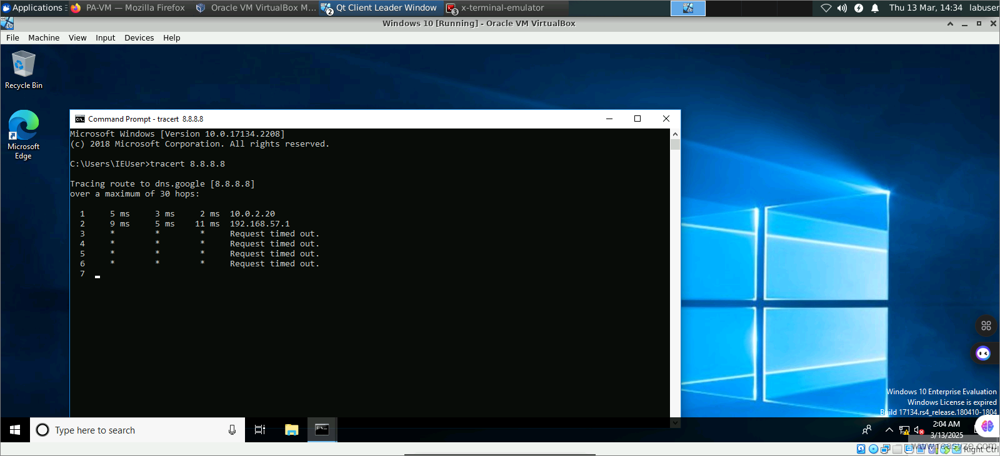 Applications
PA-VM — Mozilla Firefox
Oracle VM VirtualBox M...
2
Qt Client Leader Window
3
x-terminal-emulator
Thu 13 Mar, 14:34
labuser
Windows 10 [Running] - Oracle VM VirtualBox
File Machine View Input Devices Help
Recycle Bin
Microsoft
Edge
Command Prompt - tracert 8.8.8.8
Microsoft Windows [Version 10.0.17134.2208]
(c) 2018 Microsoft Corporation. All rights reserved.
C:\Users\IEUser>tracert 8.8.8.8
Tracing route to dns.google [8.8.8.8]
over a maximum of 30 hops:
1 5 ms 3 ms 2 ms 10.0.2.20
2 9 ms 5 ms 11 ms 192.168.57.1
3 * * * Request timed out.
4 * * * Request timed out.
5 * * * Request timed out.
6 * * * Request timed out.
7
Windows 10 Enterprise Evaluation
Windows License is expired
Build 17134.rs4_release.180410-1804
Type here to search
2:04 AM
3/13/2025
Right Ctrl